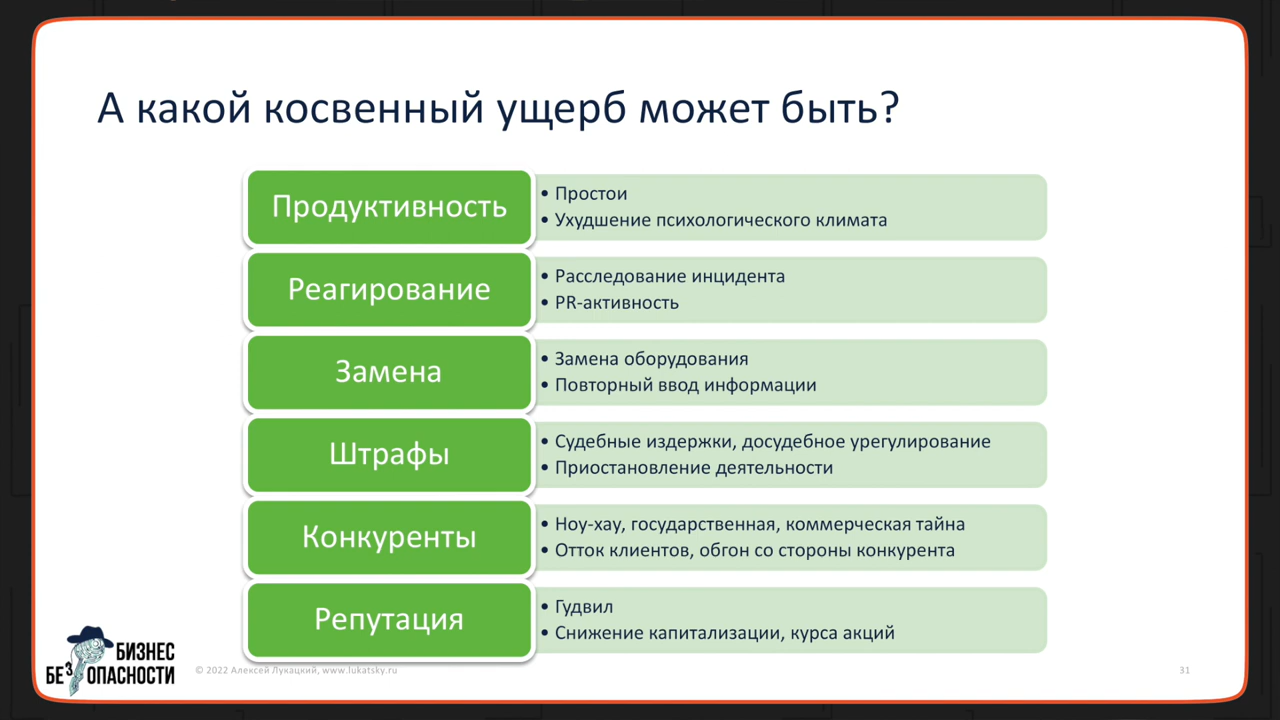 А какой косвенный ущерб может быть?
Продуктивность
• Простои
• Ухудшение психологического климата
Реагирование
• Расследование инцидента
• PR-активность
Замена
• Замена оборудования
• Повторный ввод информации
Штрафы
• Судебные издержки, досудебное урегулирование
• Приостановление деятельности
Конкуренты
• Ноу-хау, государственная, коммерческая тайна
• Отток клиентов, обгон со стороны конкурента
Репутация
• Гудвил
• Снижение капитализации, курса акций
БИЗНЕС
БЕЗОПАСНОСТИ
© 2022 Алексей Лукацкий, www.lukatsky.ru
31